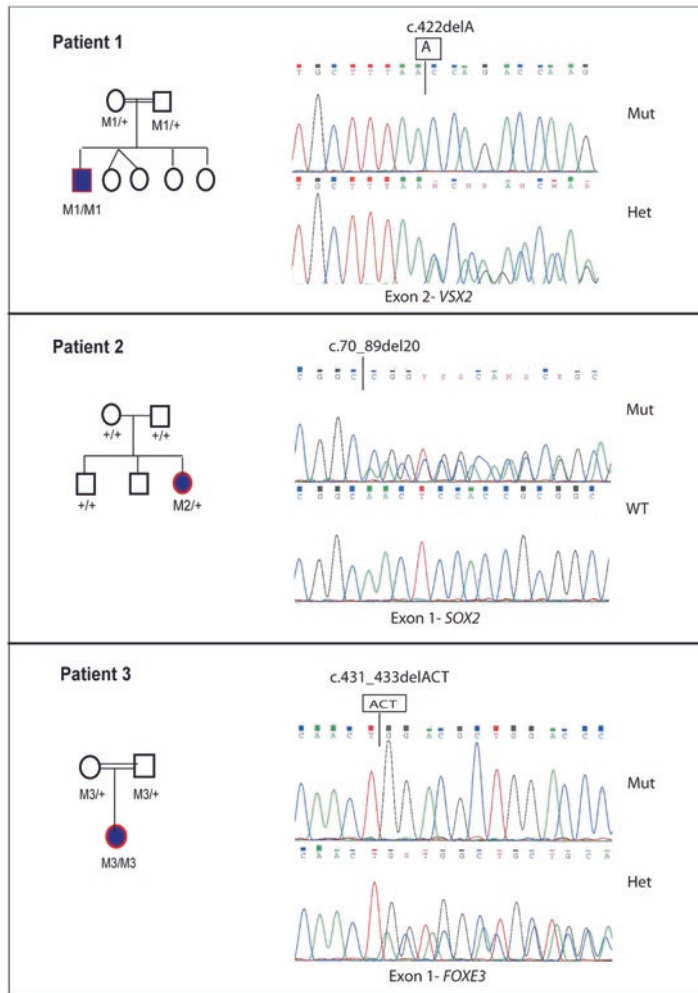 Patient 1
c.422delA
A
T G C T T T A A C C A G A C C A A G
Mut
M1/+ M1/+
M1/M1
T G C T T T A A
Het
Exon 2- VSX2
Patient 2
c.70_89del20
Mut
+/+ +/+
+/+ M2/+
C G G C A A C T C C A C C G C G G C
WT
Exon 1- SOX2
Patient 3
c.431_433delACT
ACT
C A A C T G G A C G C T G G A C C C
Mut
M3/+ M3/+
M3/M3
Het
Exon 1- FOXE3